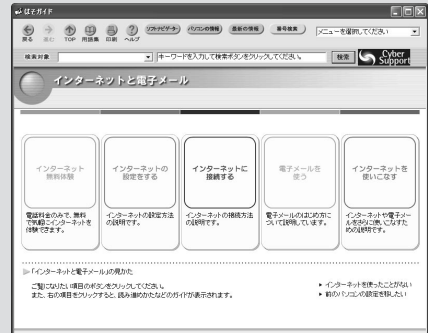 ばそガイド
戻る 進む TOP 用語集 印刷 ヘルプ
ソフトナビゲーター パソコンの情報 最新の情報 番号検索 メニューを選択してください
検索対象 キーワードを入力して検索ボタンをクリックしてください。 検索 Cyber Support
インターネットと電子メール
インターネット
無料体験
インターネットの
設定をする
インターネットに
接続する
電子メールを
使う
インターネットを
使いこなす
電話料金のみで、無料
で気軽にインターネットを
体験できます。
インターネットの設定方法
の説明です。
インターネットの接続方法
の説明です。
電子メールのはじめ方に
ついて説明しています。
インターネットや電子メー
ルをさらに使いこなすた
めの説明です。
「インターネットと電子メール」の見かた
ご覧になりたい項目のボタンをクリックしてください。
また、右の項目をクリックすると、読み進めかたなどのガイドが表示されます。
インターネットを使ったことがない
前のパソコンの設定を移したい